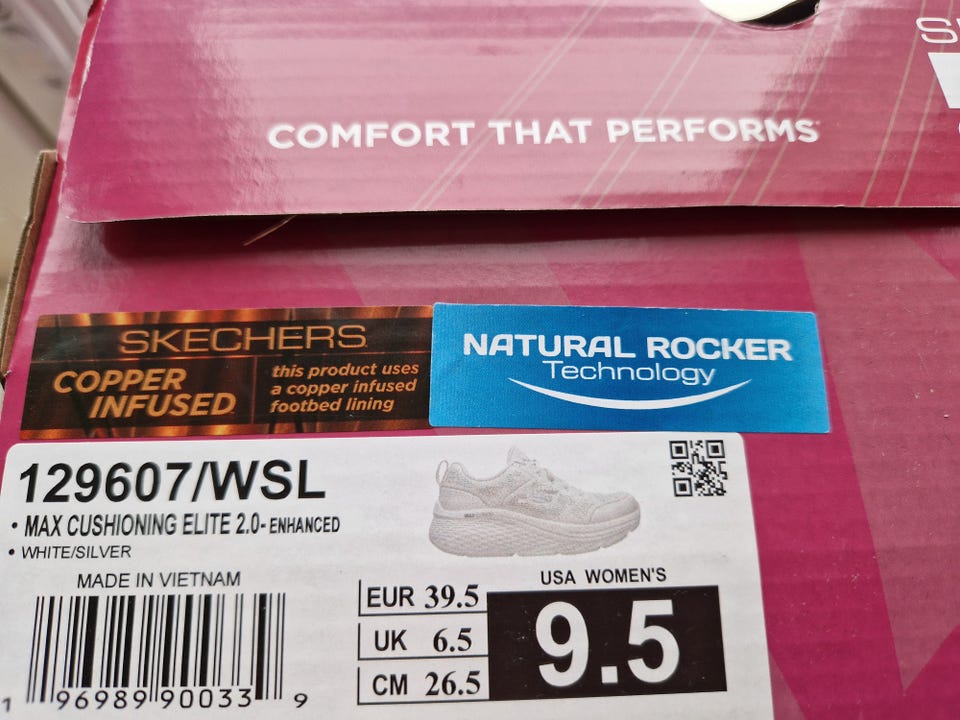 COMFORT THAT PERFORMS
SKECHERS
COPPER
INFUSED
this product uses
a copper infused
footbed lining
NATURAL ROCKER
Technology
129607/WSL
• MAX CUSHIONING ELITE 2.0- ENHANCED
• WHITE/SILVER
MADE IN VIETNAM
1 96989 90033 9
EUR 39.5
UK 6.5
CM 26.5
USA WOMEN'S
9.5